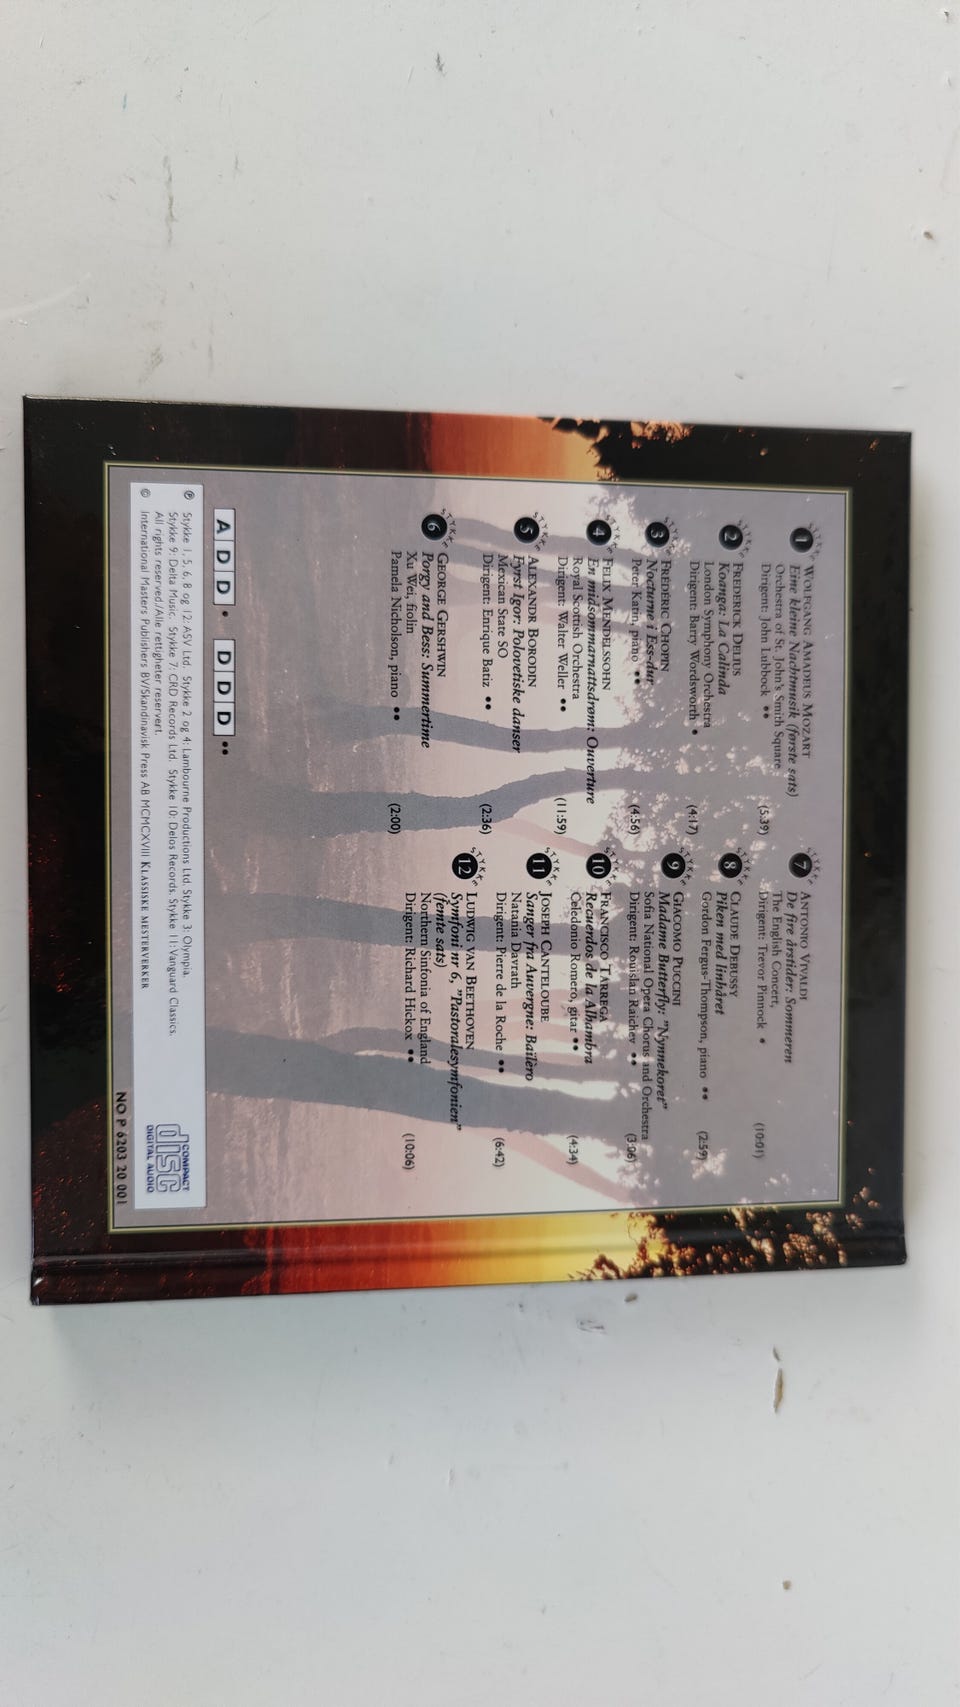 1 WOLFGANG AMADEUS MOZART
Eine kleine Nachtmusik (første sats)
Orchestra of St. John's Smith Square
Dirigent: John Lubbock •• (5:39)
2 FREDERICK DELIUS
Koanga: La Calinda
London Symphony Orchestra
Dirigent: Barry Wordsworth • (4:17)
3 FRÉDÉRIC CHOPIN
Nocturne i Ess-dur
Peter Katin, piano •• (4:56)
4 FELIX MENDELSSOHN
En midsommarnattsdrøm: Ouverture
Royal Scottish Orchestra
Dirigent: Walter Weller •• (11:59)
5 ALEXANDR BORODIN
Fyrst Igor: Polovetiske danser
Mexican State SO
Dirigent: Enrique Batiz •• (2:36)
6 GEORGE GERSHWIN
Porgy and Bess: Summertime
Xu Wei, fiolin
Pamela Nicholson, piano •• (2:00)
7 ANTONIO VIVALDI
De fire årstider: Sommeren
The English Concert,
Dirigent: Trevor Pinnock • (10:01)
8 CLAUDE DEBUSSY
Piken med linhåret
Gordon Fergus-Thompson, piano •• (2:59)
9 GIACOMO PUCCINI
Madame Butterfly: "Nynnekoret"
Sofia National Opera Chorus and Orchestra
Dirigent: Rouslan Raichev •• (3:06)
10 FRANCISCO TÁRREGA
Recuerdos de la Alhambra
Celedonio Romero, gitar •• (4:34)
11 JOSEPH CANTELOUBE
Sanger fra Auvergne: Baïlèro
Natania Davrath
Dirigent: Pierre de la Roche •• (6:42)
12 LUDWIG VAN BEETHOVEN
Symfoni nr 6, "Pastoralesymfonien"
(femte sats)
Northern Sinfonia of England
Dirigent: Richard Hickox •• (10:06)
STYKKE
STYKKE
STYKKE
STYKKE
STYKKE
STYKKE
STYKKE
STYKKE
STYKKE
STYKKE
STYKKE
STYKKE
A D D • D D D ••
℗ Stykke 1, 5, 6, 8 og 12: ASV Ltd. Stykke 2 og 4: Lambourne Productions Ltd. Stykke 3: Olympia.
Stykke 9: Delta Music. Stykke 7: CRD Records Ltd. Stykke 10: Delos Records. Stykke 11: Vanguard Classics.
All rights reserved./Alle rettigheter reservert.
© International Masters Publishers BV/Skandinavisk Press AB MCMCXVIII KLASSISKE MESTERVERKER
COMPACT
disc
DIGITAL AUDIO
NO P 6203 20 001